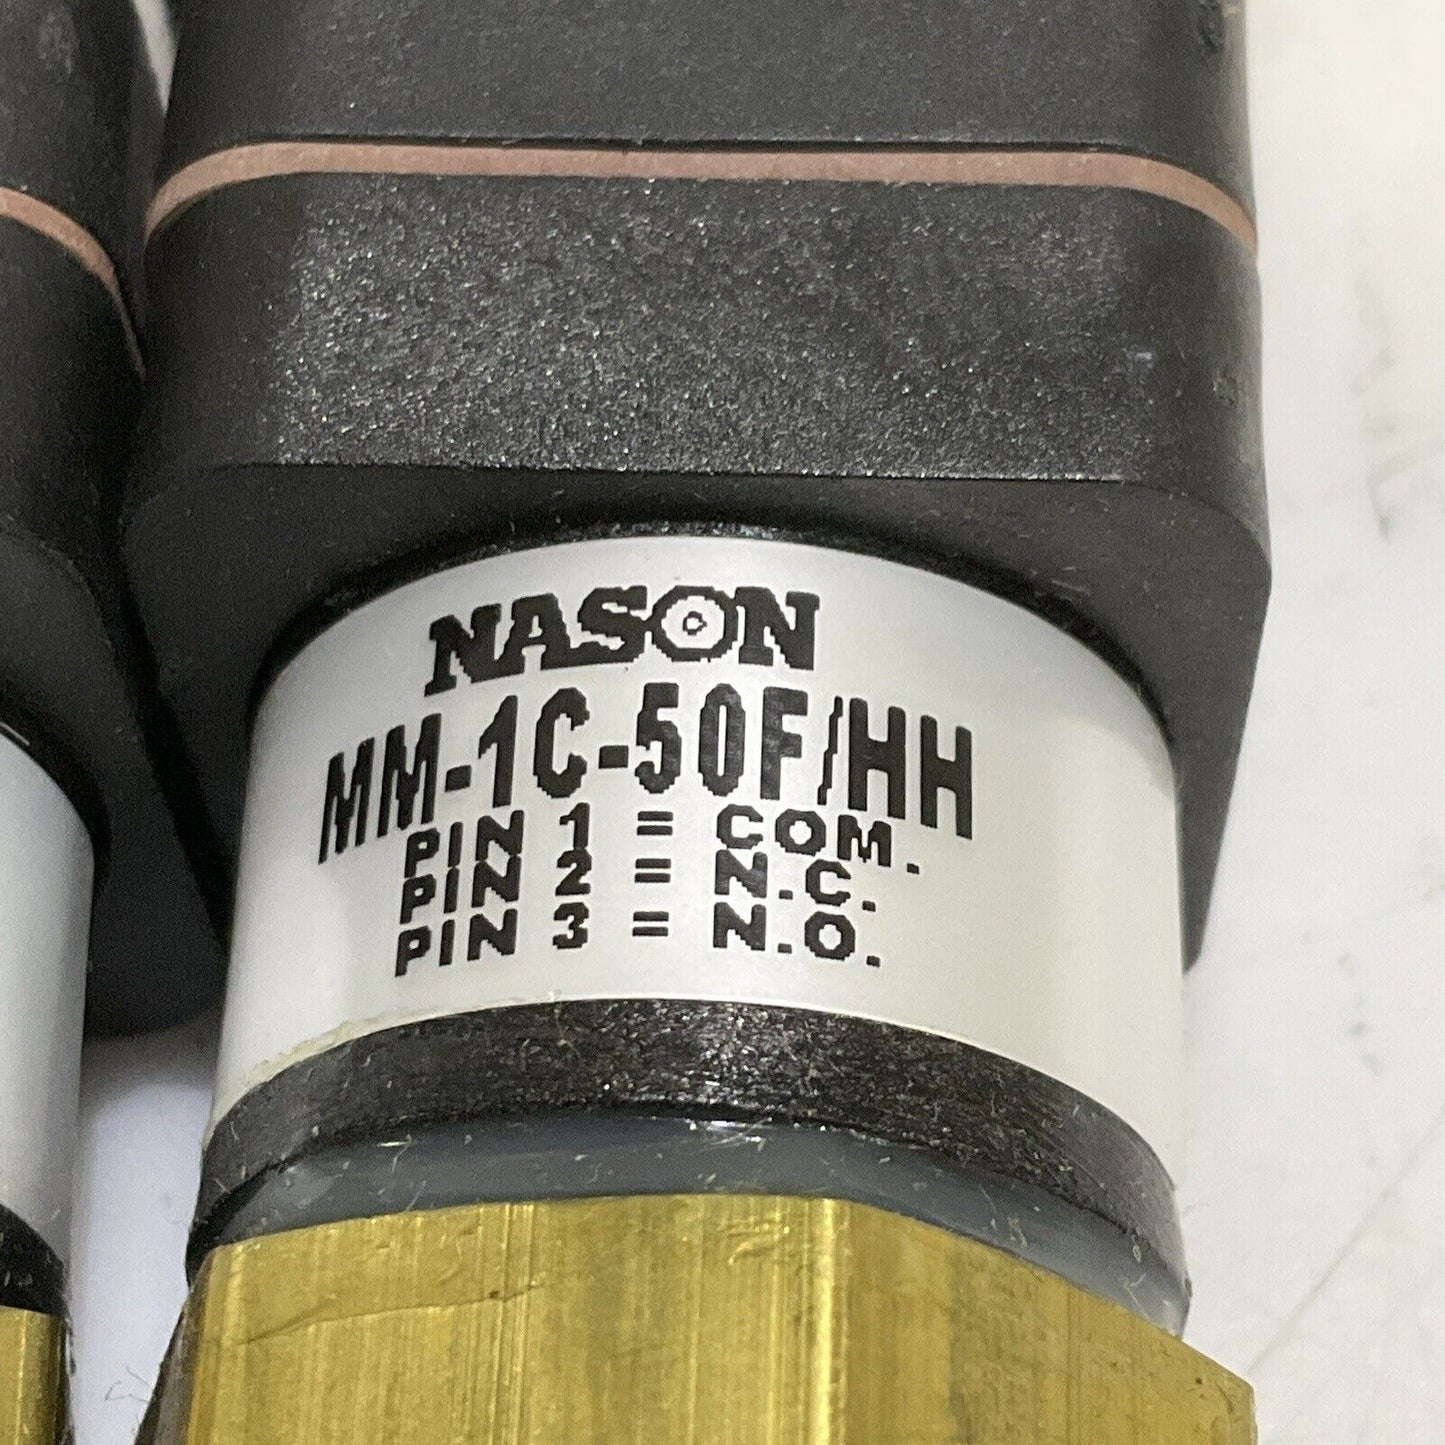 NASON
MM-1C-50F/HH
PIN 1 = COM.
PIN 2 = N.C.
PIN 3 = N.O.